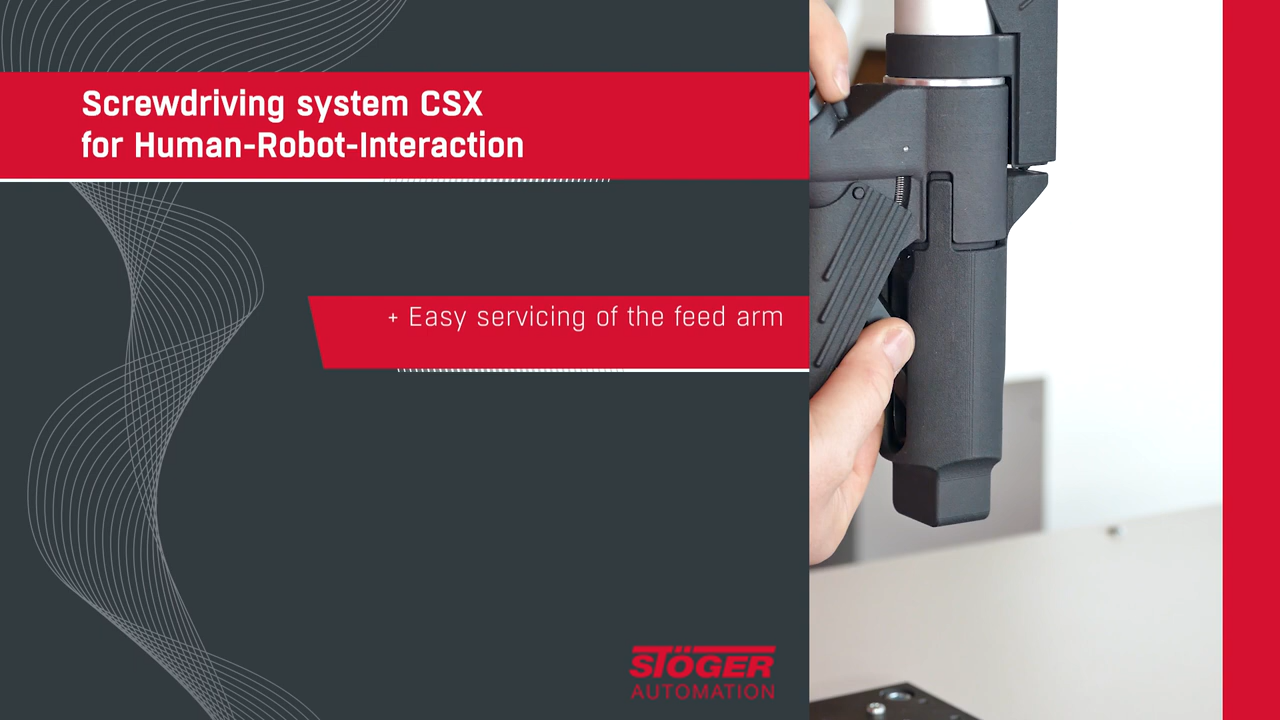 Screwdriving system CSX
for Human-Robot-Interaction
+ Easy servicing of the feed arm
STÖGER
AUTOMATION